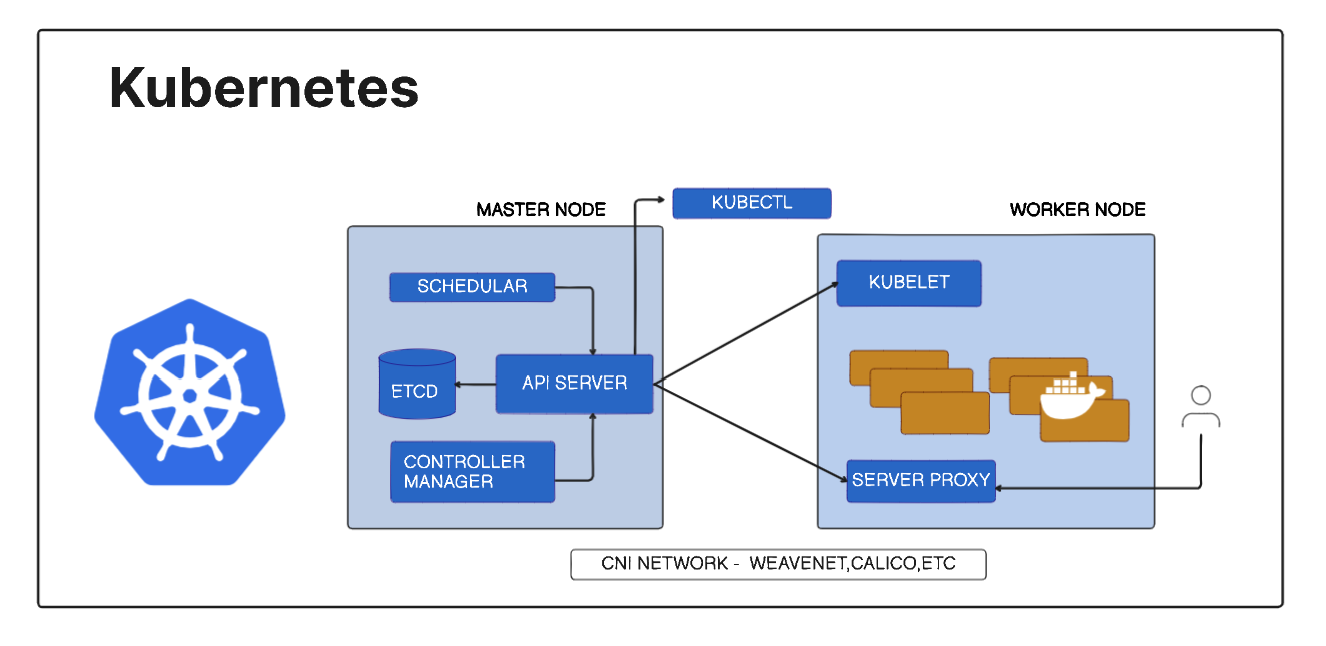 Kubernetes
MASTER NODE
KUBECTL
WORKER NODE
SCHEDULAR
KUBELET
ETCD
API SERVER
CONTROLLER
MANAGER
SERVER PROXY
CNI NETWORK - WEAVENET,CALICO,ETC